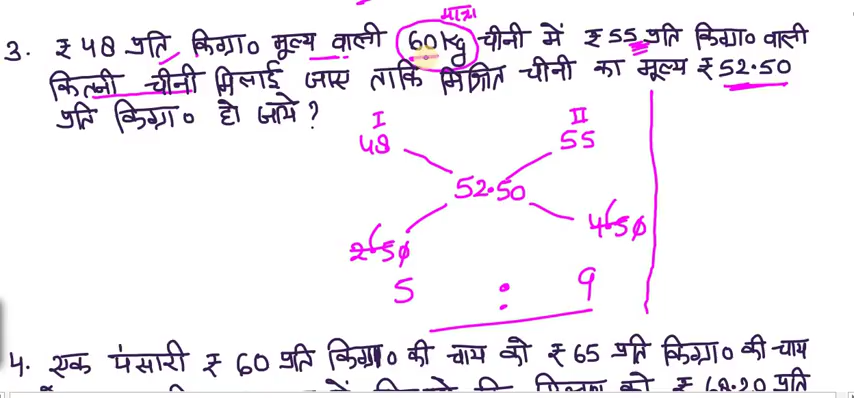 मात्रा
3. ₹ 48 प्रति किग्रा० मूल्य वाली 60 Kg चीनी में ₹ 55 प्रति किग्रा० वाली
कितनी चीनी मिलाई जाए ताकि मिश्रित चीनी का मूल्य ₹ 52.50
प्रति किग्रा० हो जाये ?
I II
48 55
52.50
2.50 4.50
5 : 9
4. एक पंसारी ₹ 60 प्रति किग्रा० की चाय को ₹ 65 प्रति किग्रा० की चाय